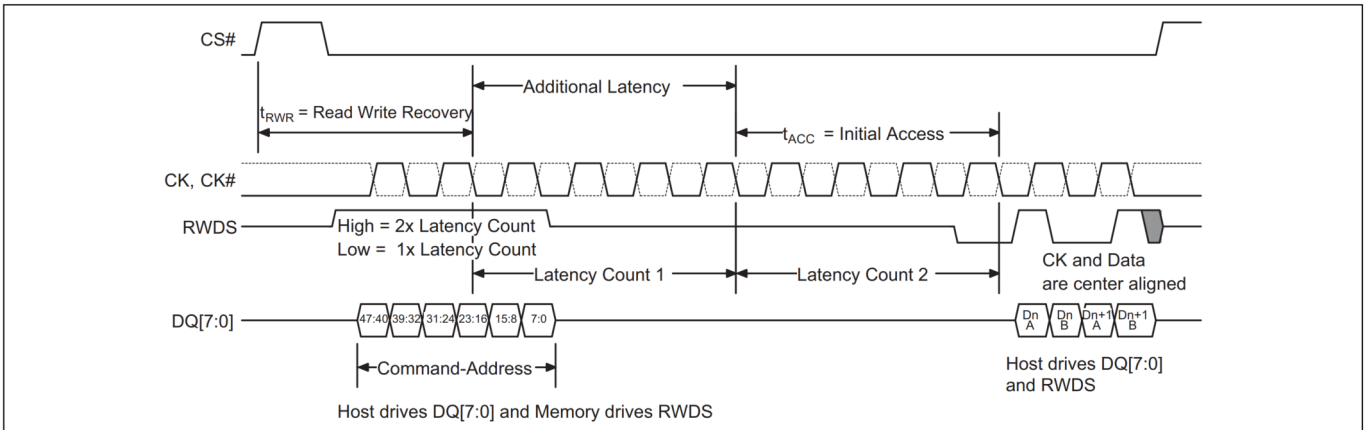 CS#
Additional Latency
tRWR = Read Write Recovery
tACC = Initial Access
CK, CK#
RWDS
High = 2x Latency Count
Low = 1x Latency Count
Latency Count 1
Latency Count 2
CK and Data
are center aligned
DQ[7:0]
47:40 39:32 31:24 23:16 15:8 7:0
Dn Dn Dn+1 Dn+1
A B A B
Command-Address
Host drives DQ[7:0]
and RWDS
Host drives DQ[7:0] and Memory drives RWDS